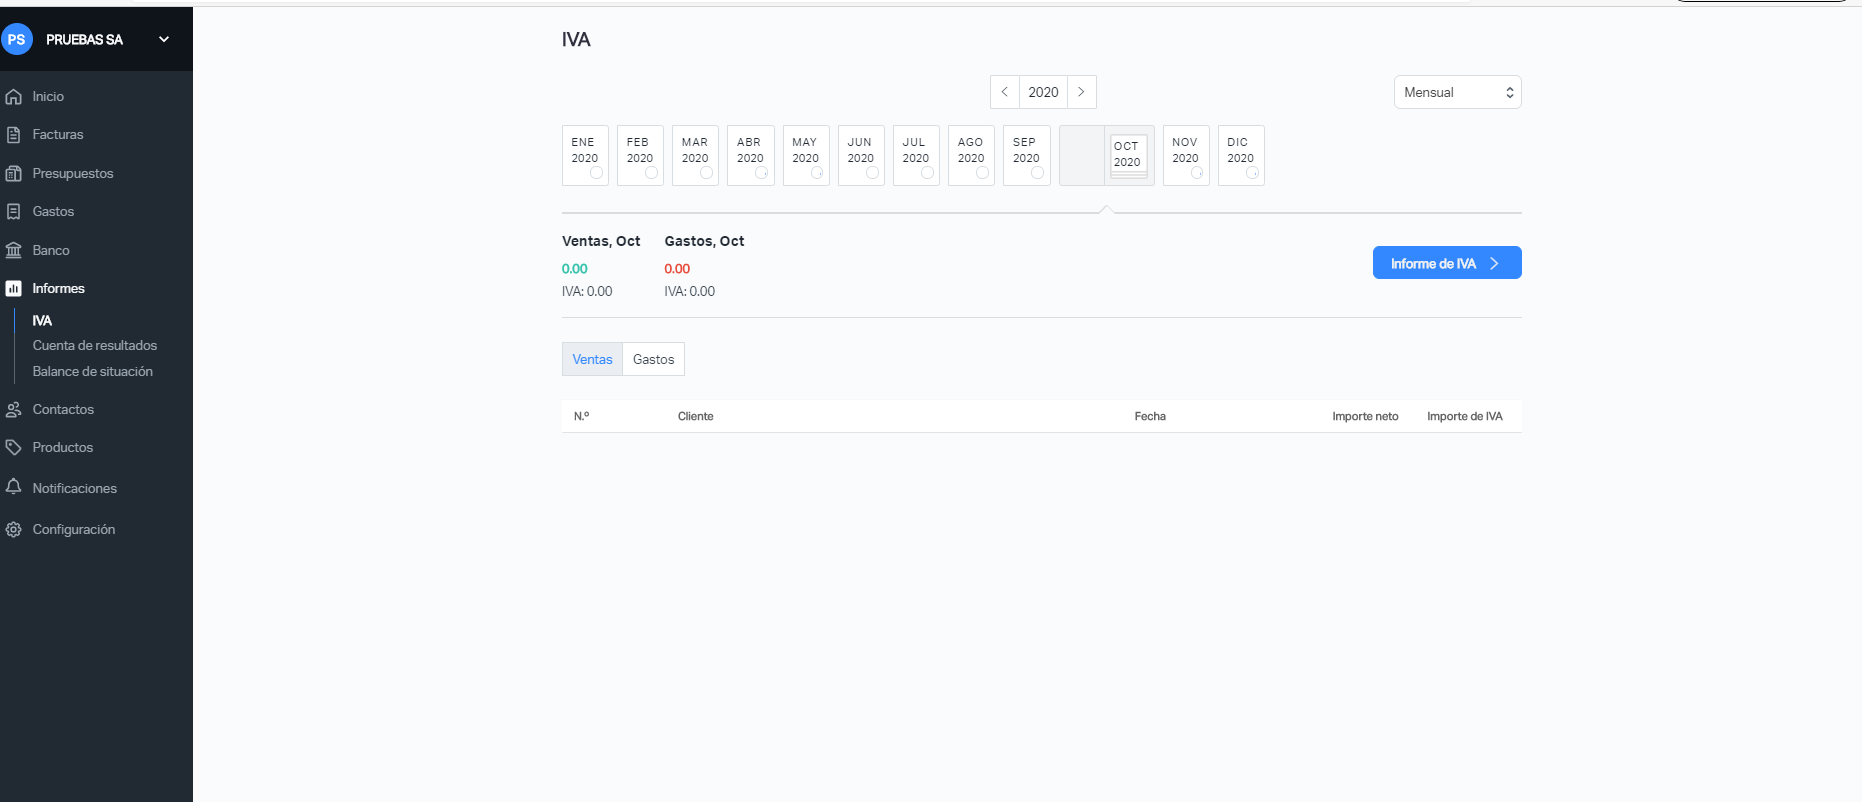 PS PRUEBAS SA
Inicio
Facturas
Presupuestos
Gastos
Banco
Informes
IVA
Cuenta de resultados
Balance de situación
Contactos
Productos
Notificaciones
Configuración
IVA
2020
Mensual
ENE FEB MAR ABR MAY JUN JUL AGO SEP OCT NOV DIC
2020 2020 2020 2020 2020 2020 2020 2020 2020 2020 2020 2020
Ventas, Oct Gastos, Oct
0.00 0.00
IVA: 0.00 IVA: 0.00
Informe de IVA
Ventas Gastos
N.º Cliente Fecha Importe neto Importe de IVA